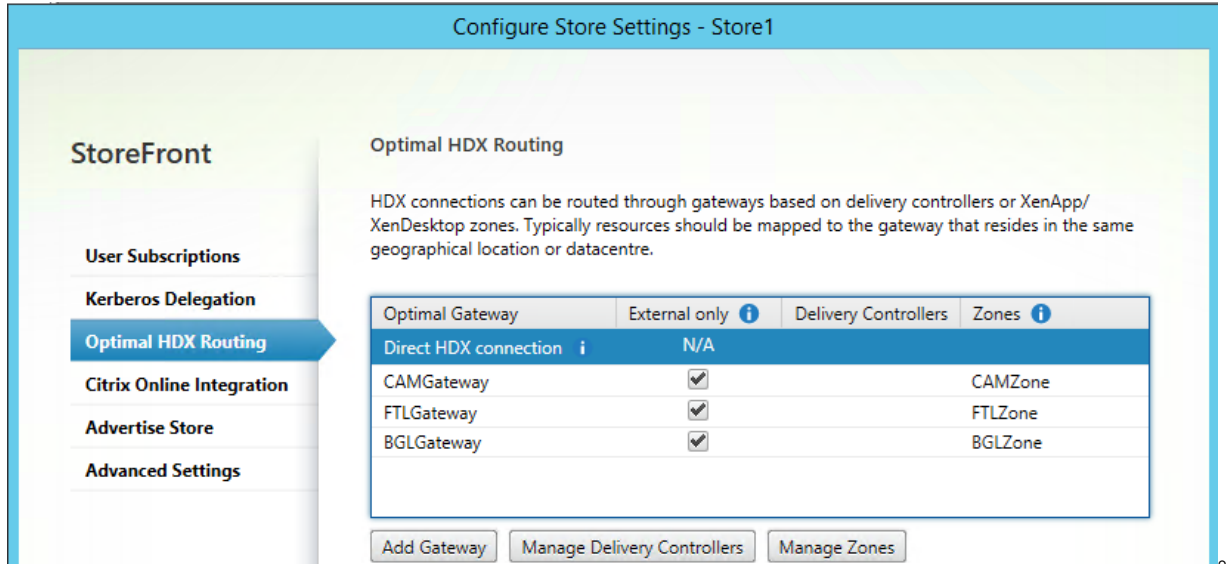 Configure Store Settings - Store1
StoreFront
User Subscriptions
Kerberos Delegation
Optimal HDX Routing
Citrix Online Integration
Advertise Store
Advanced Settings
Optimal HDX Routing
HDX connections can be routed through gateways based on delivery controllers or XenApp/
XenDesktop zones. Typically resources should be mapped to the gateway that resides in the same
geographical location or datacentre.
Optimal Gateway External only i Delivery Controllers Zones i
Direct HDX connection i N/A
CAMGateway CAMZone
FTLGateway FTLZone
BGLGateway BGLZone
Add Gateway Manage Delivery Controllers Manage Zones